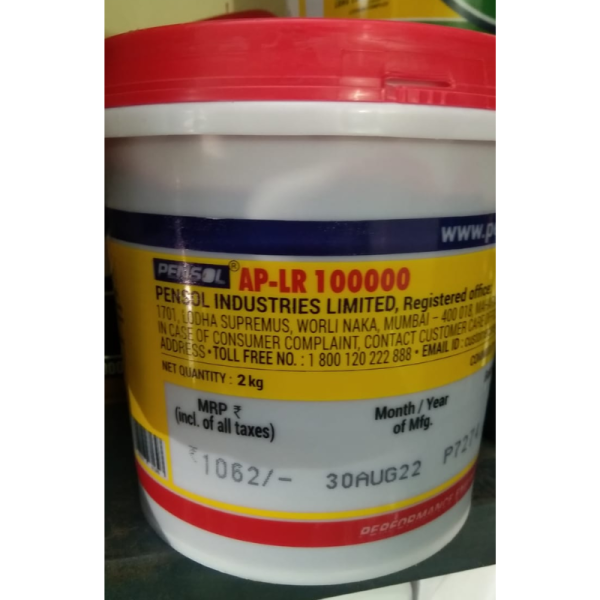 www.pe
PENSOL® AP-LR 100000
PENSOL INDUSTRIES LIMITED, Registered office:
1701, LODHA SUPREMUS, WORLI NAKA, MUMBAI – 400 018,
IN CASE OF CONSUMER COMPLAINT, CONTACT CUSTOMER CARE
ADDRESS • TOLL FREE NO. : 1 800 120 222 888 • EMAIL ID :
NET QUANTITY : 2 kg
MRP ₹
(incl. of all taxes)
Month / Year
of Mfg.
₹1062/-
30AUG22
P7274
PERFORMANCE